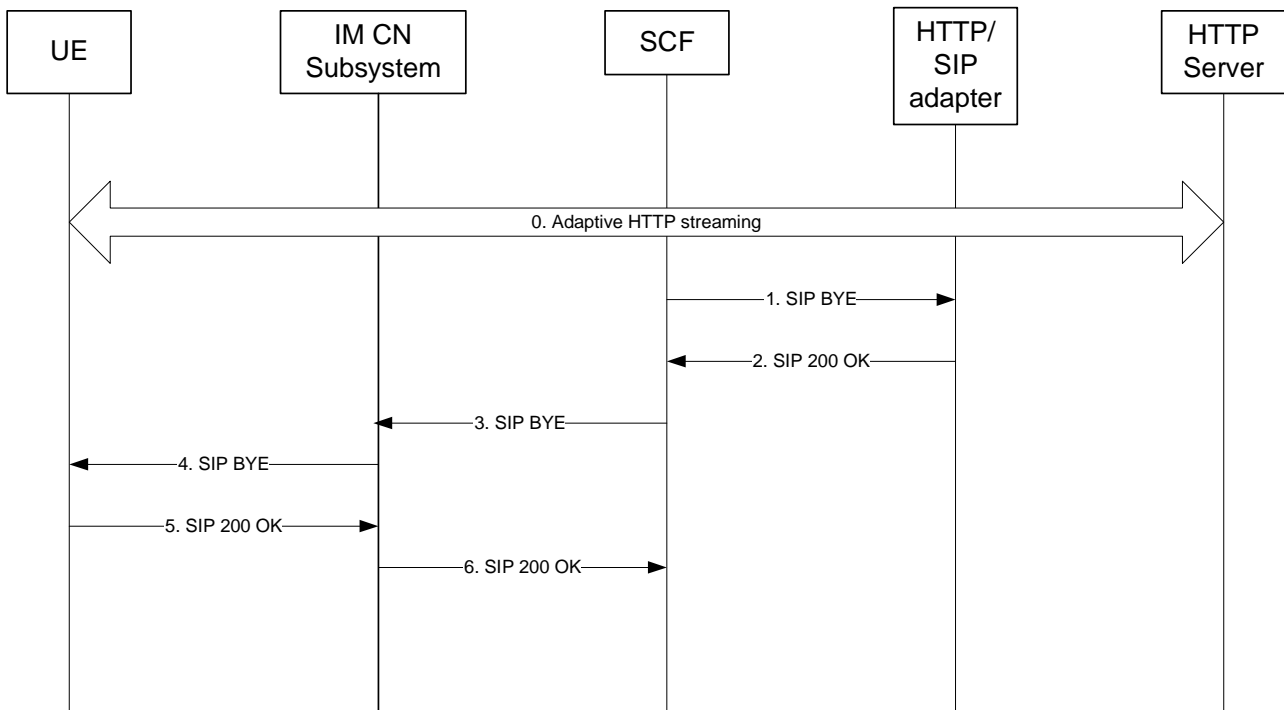 UE
IM CN
Subsystem
SCF
HTTP/
SIP
adapter
HTTP
Server
0. Adaptive HTTP streaming
1. SIP BYE
2. SIP 200 OK
3. SIP BYE
4. SIP BYE
5. SIP 200 OK
6. SIP 200 OK